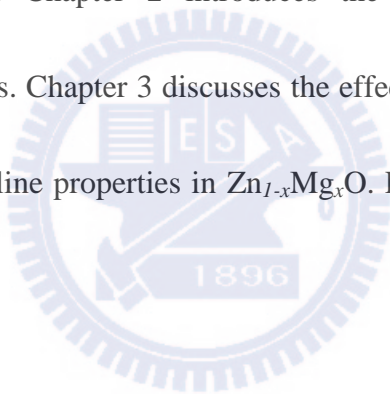 Chapter 2 introduces the
s. Chapter 3 discusses the effec
E S A
line properties in Zn1-xMgxO.
1896